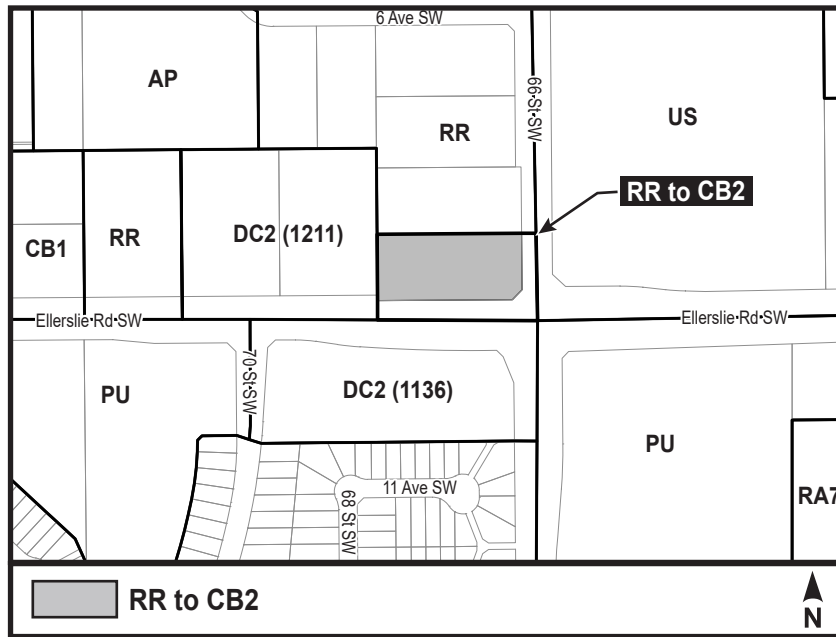 6 Ave SW
AP
66 St SW
US
RR
RR to CB2
CB1
RR
DC2 (1211)
Ellerslie Rd SW
Ellerslie Rd SW
70 St SW
PU
DC2 (1136)
PU
11 Ave SW
68 St SW
RA7
RR to CB2
N